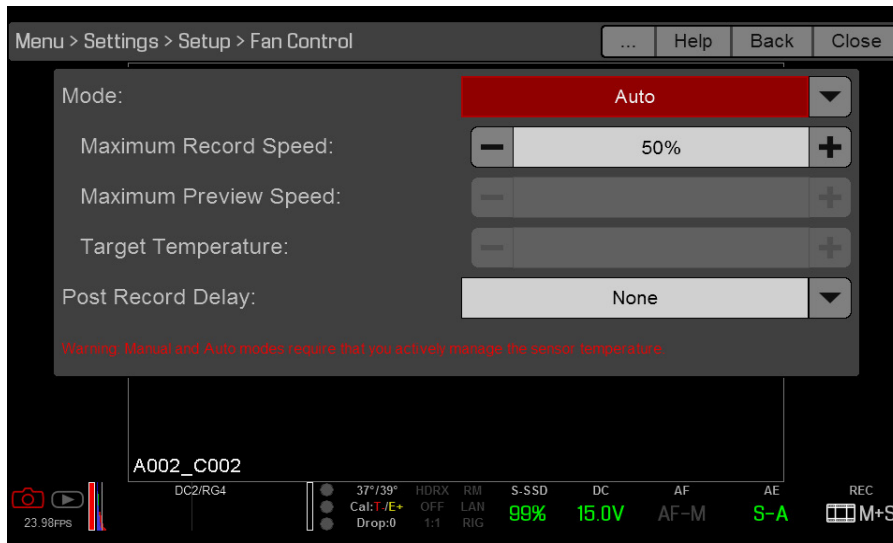 Menu > Settings > Setup > Fan Control ... Help Back Close
Mode: Auto
Maximum Record Speed: 50%
Maximum Preview Speed:
Target Temperature:
Post Record Delay: None
Warning: Manual and Auto modes require that you actively manage the sensor temperature.
A002_C002
DC2/RG4 37°/39° HDRX RM S-SSD DC AF AE REC
23.98FPS Cal:T-/E+ OFF LAN 99% 15.0V AF-M S-A M+S
Drop:0 1:1 RIG